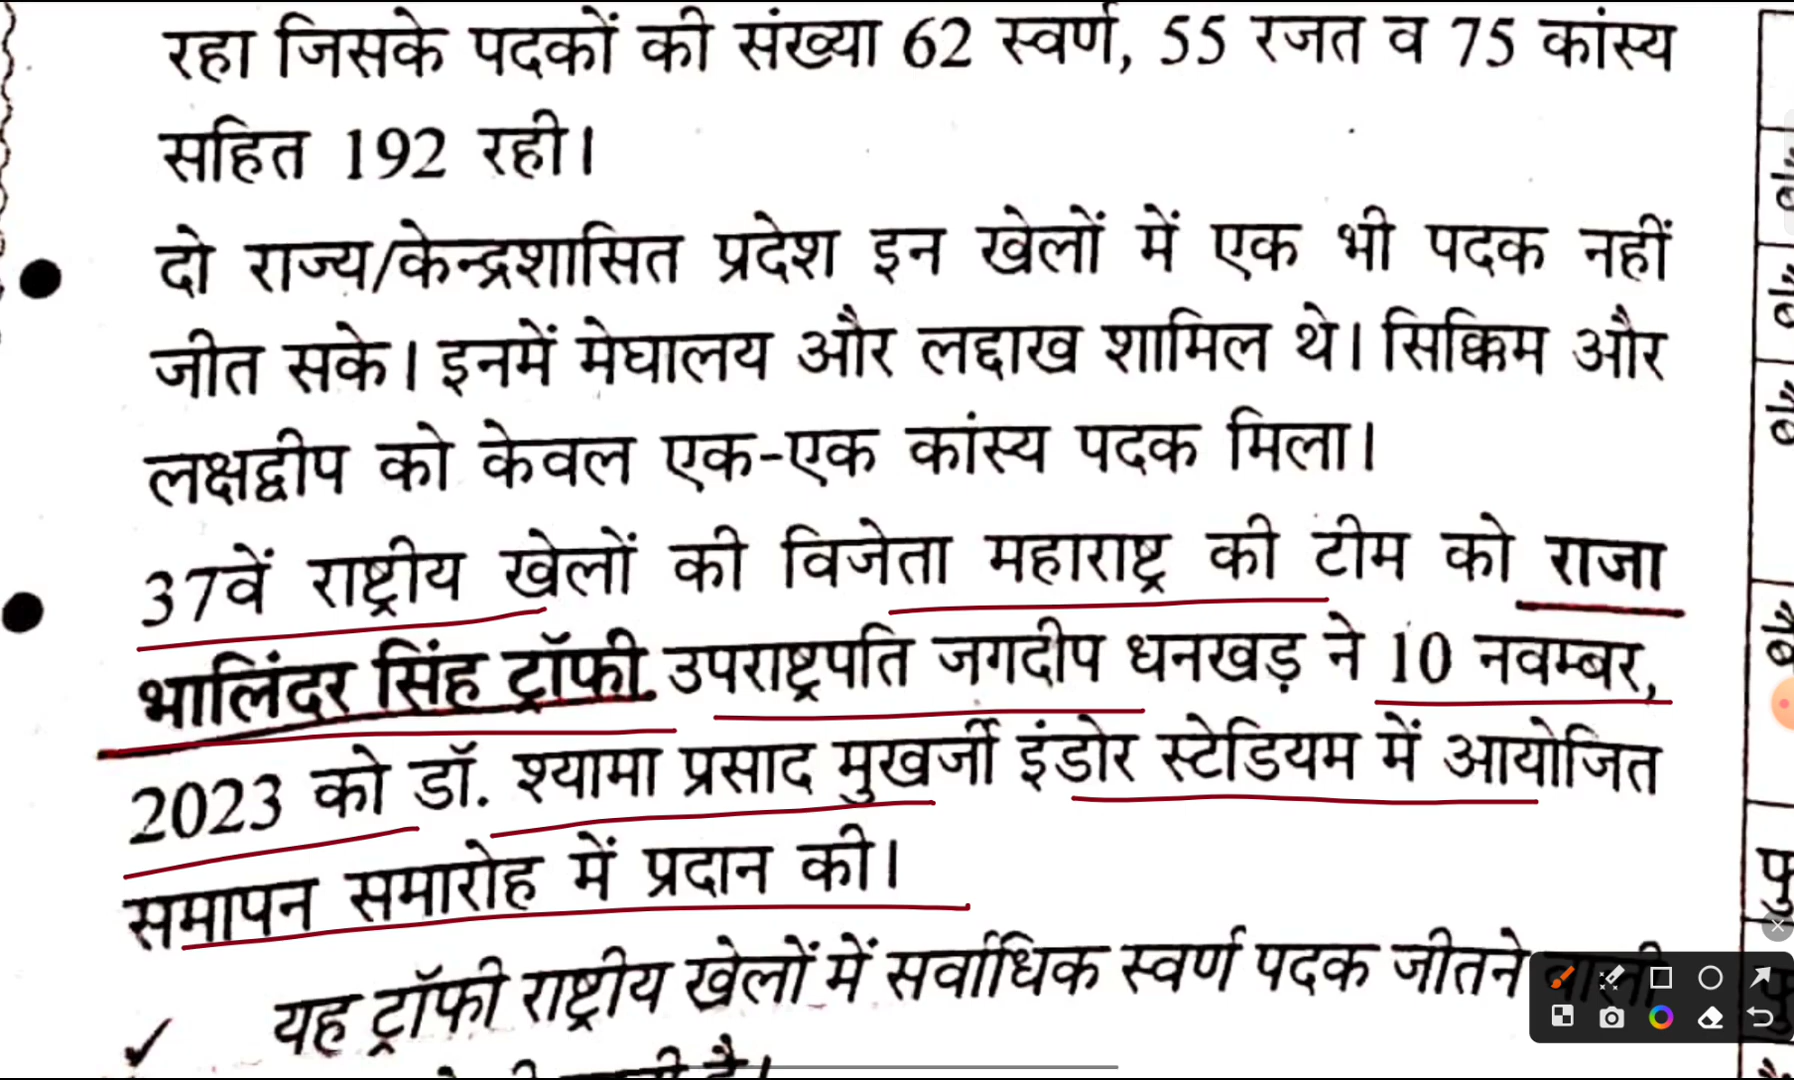 रहा जिसके पदकों की संख्या 62 स्वर्ण, 55 रजत व 75 कांस्य
सहित 192 रही।
दो राज्य/केन्द्रशासित प्रदेश इन खेलों में एक भी पदक नहीं
जीत सके। इनमें मेघालय और लद्दाख शामिल थे। सिक्किम और
लक्षद्वीप को केवल एक-एक कांस्य पदक मिला।
37वें राष्ट्रीय खेलों की विजेता महाराष्ट्र की टीम को राजा
भालिंदर सिंह ट्रॉफी उपराष्ट्रपति जगदीप धनखड़ ने 10 नवम्बर,
2023 को डॉ. श्यामा प्रसाद मुखर्जी इंडोर स्टेडियम में आयोजित
समापन समारोह में प्रदान की।
यह ट्रॉफी राष्ट्रीय खेलों में सर्वाधिक स्वर्ण पदक जीतने वाली
है।